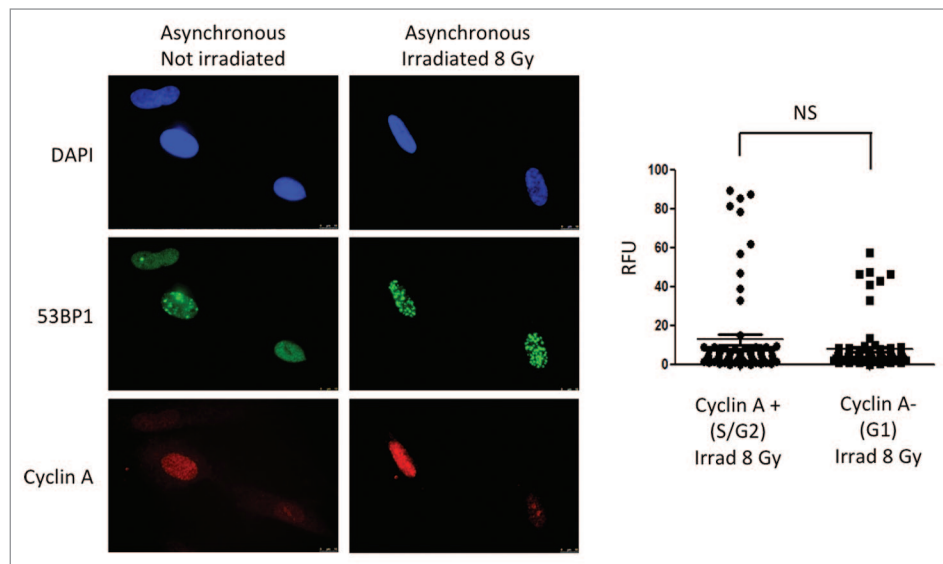 Asynchronous
Not irradiated
Asynchronous
Irradiated 8 Gy
DAPI
53BP1
Cyclin A
NS
100
80
60
40
20
0
RFU
Cyclin A +
(S/G2)
Irrad 8 Gy
Cyclin A-
(G1)
Irrad 8 Gy